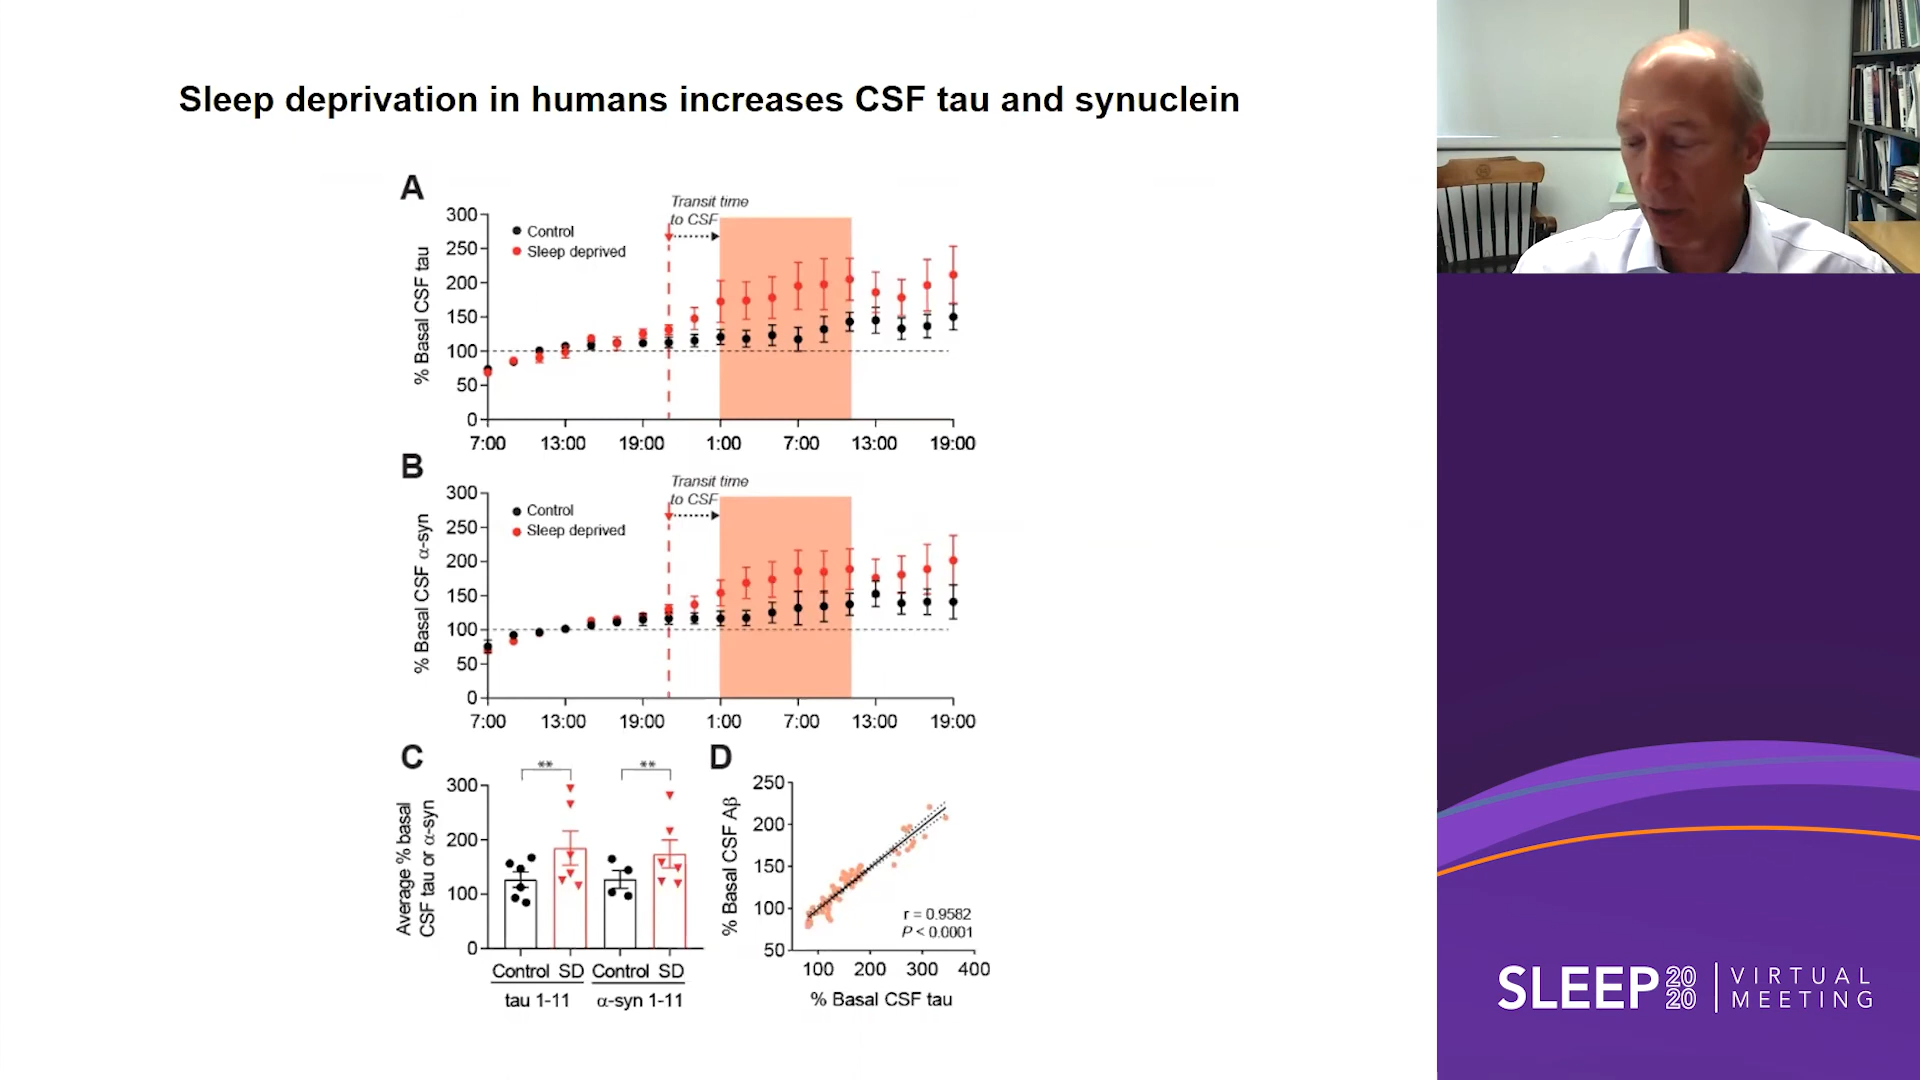 Sleep deprivation in humans increases CSF tau and synuclein
A
Transit time
to CSF
% Basal CSF tau
300
250
200
150
100
50
0
Control
Sleep deprived
7:00 13:00 19:00 1:00 7:00 13:00 19:00
B
Transit time
to CSF
% Basal CSF α-syn
300
250
200
150
100
50
0
Control
Sleep deprived
7:00 13:00 19:00 1:00 7:00 13:00 19:00
C
Average % basal
CSF tau or α-syn
300
200
100
0
** **
Control SD Control SD
tau 1-11 α-syn 1-11
D
% Basal CSF Aβ
250
200
150
100
50
r = 0.9582
P < 0.0001
100 200 300 400
% Basal CSF tau
SLEEP 2020 | VIRTUAL
MEETING